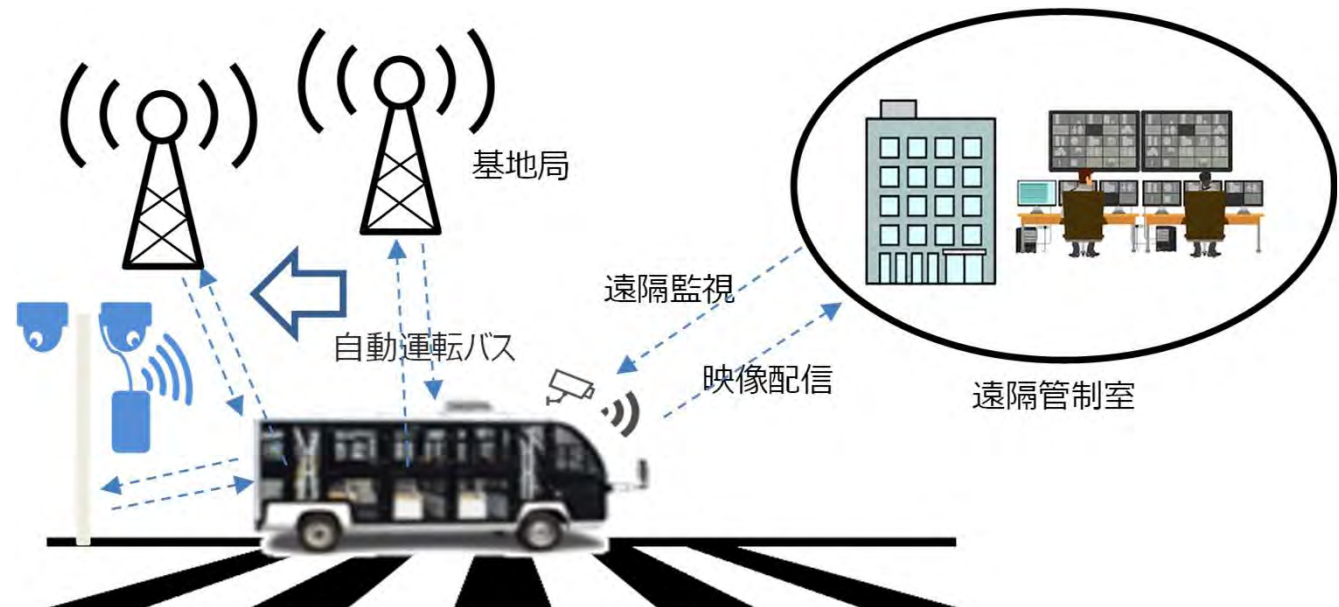 基地局
遠隔監視
自動運転バス
映像配信
遠隔管制室